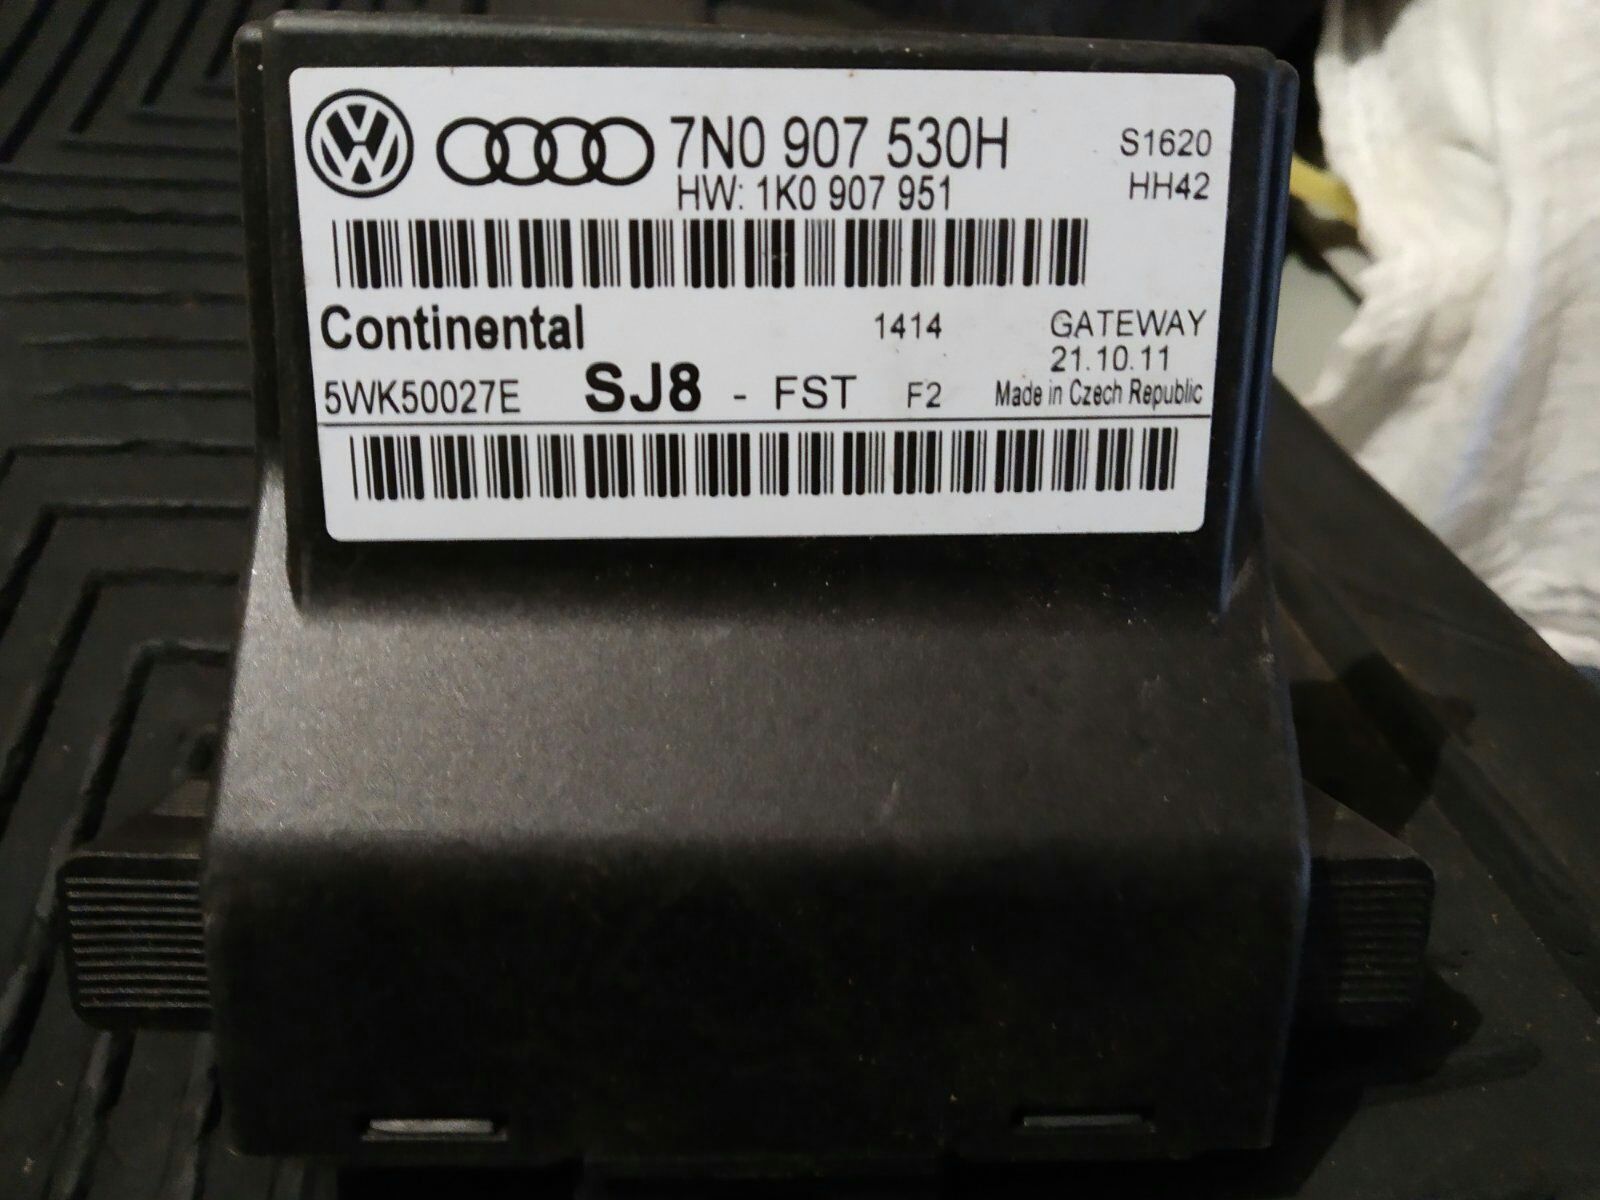 7N0 907 530H
HW: 1K0 907 951
S1620
HH42
Continental
1414
GATEWAY
21.10.11
5WK50027E SJ8 - FST F2 Made in Czech Republic